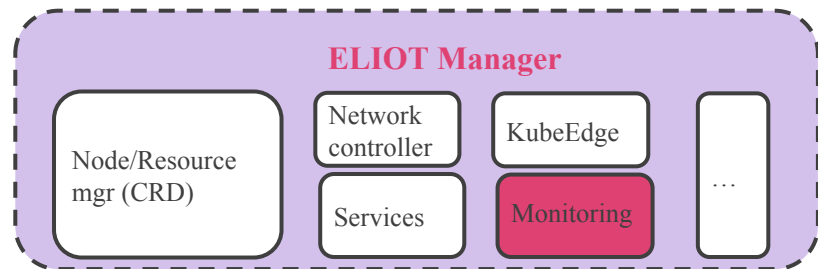 ELIOT Manager
Node/Resource
mgr (CRD)
Network
controller
KubeEdge
Services
Monitoring
…